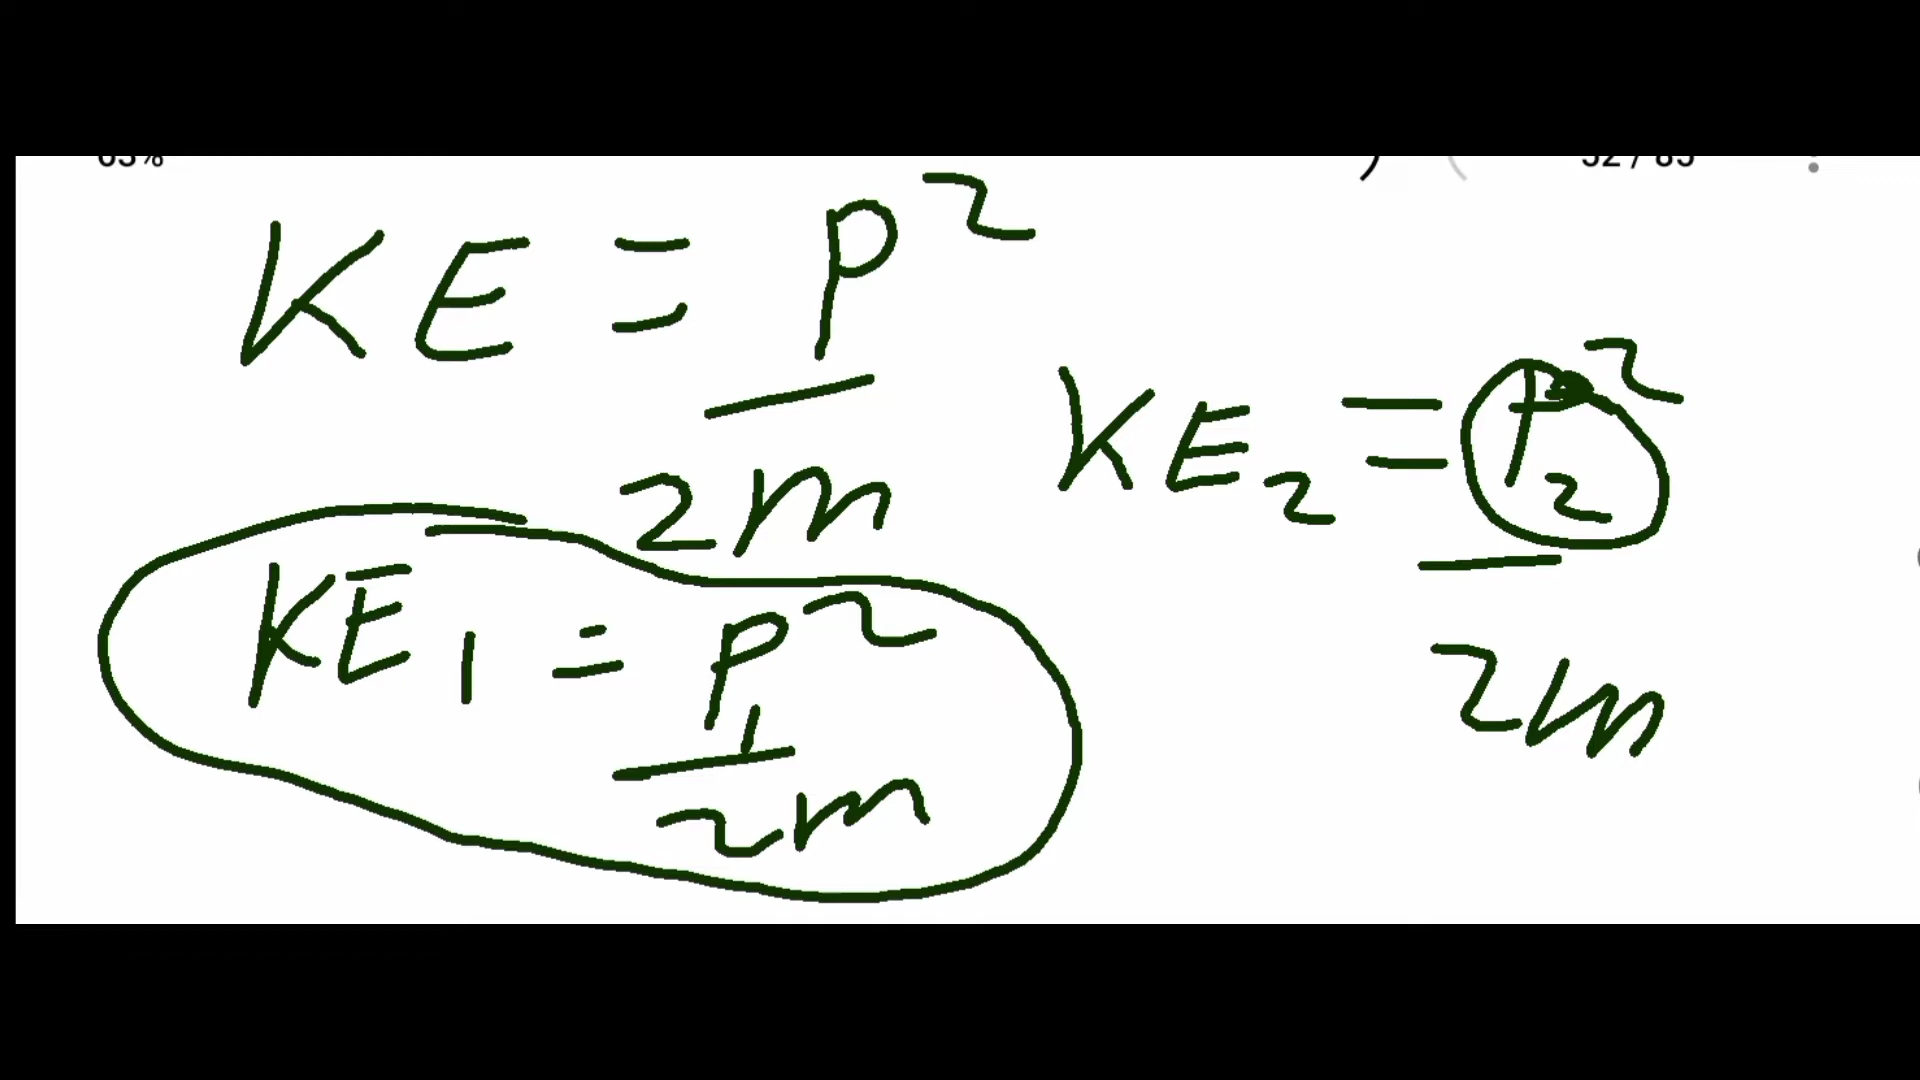 KE = P²
2m
KE₂ = P₂²
2m
KE₁ = P₁²
2m